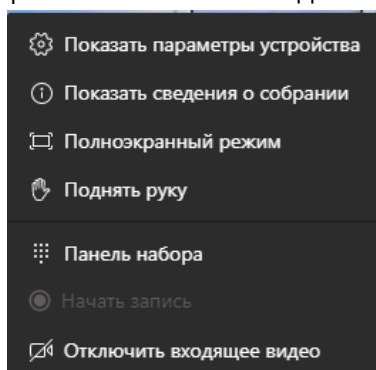 Показать параметры устройства
Показать сведения о собрании
Полноэкранный режим
Поднять руку
Панель набора
Начать запись
Отключить входящее видео